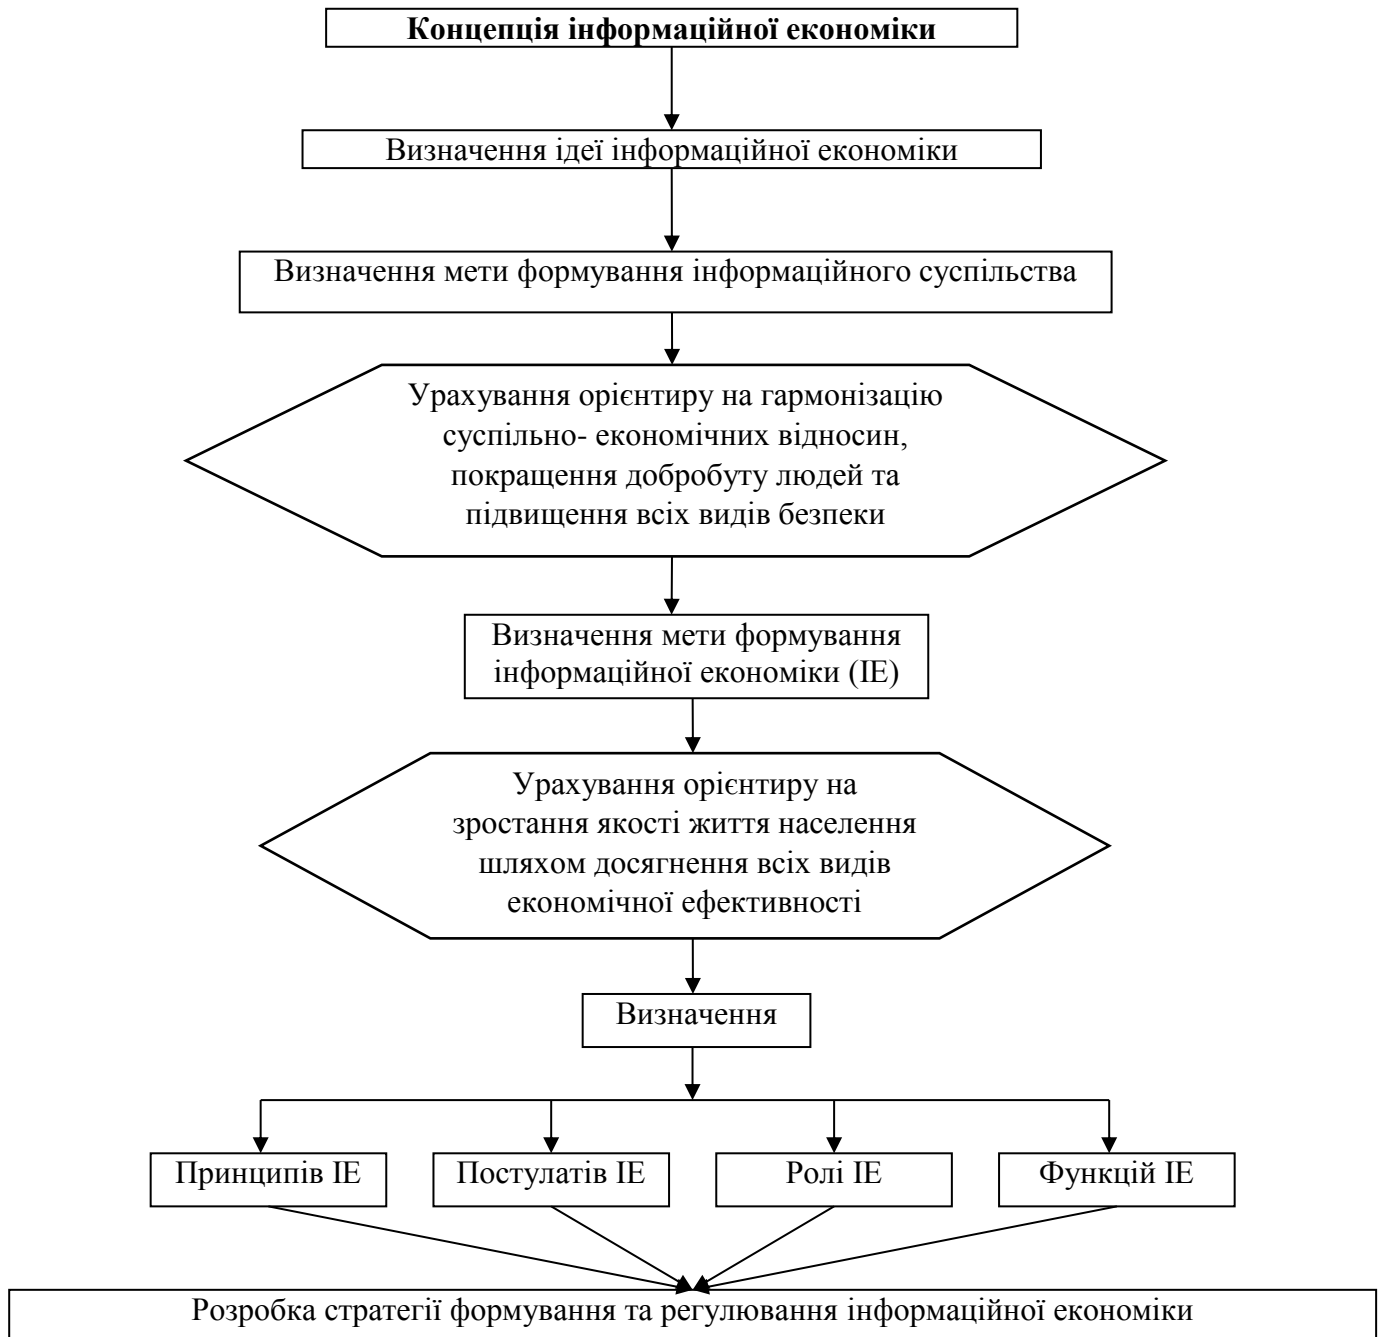 Концепція інформаційної економіки
Визначення ідеї інформаційної економіки
Визначення мети формування інформаційного суспільства
Урахування орієнтиру на гармонізацію
суспільно- економічних відносин,
покращення добробуту людей та
підвищення всіх видів безпеки
Визначення мети формування
інформаційної економіки (ІЕ)
Урахування орієнтиру на
зростання якості життя населення
шляхом досягнення всіх видів
економічної ефективності
Визначення
Принципів ІЕ
Постулатів ІЕ
Ролі ІЕ
Функцій ІЕ
Розробка стратегії формування та регулювання інформаційної економіки